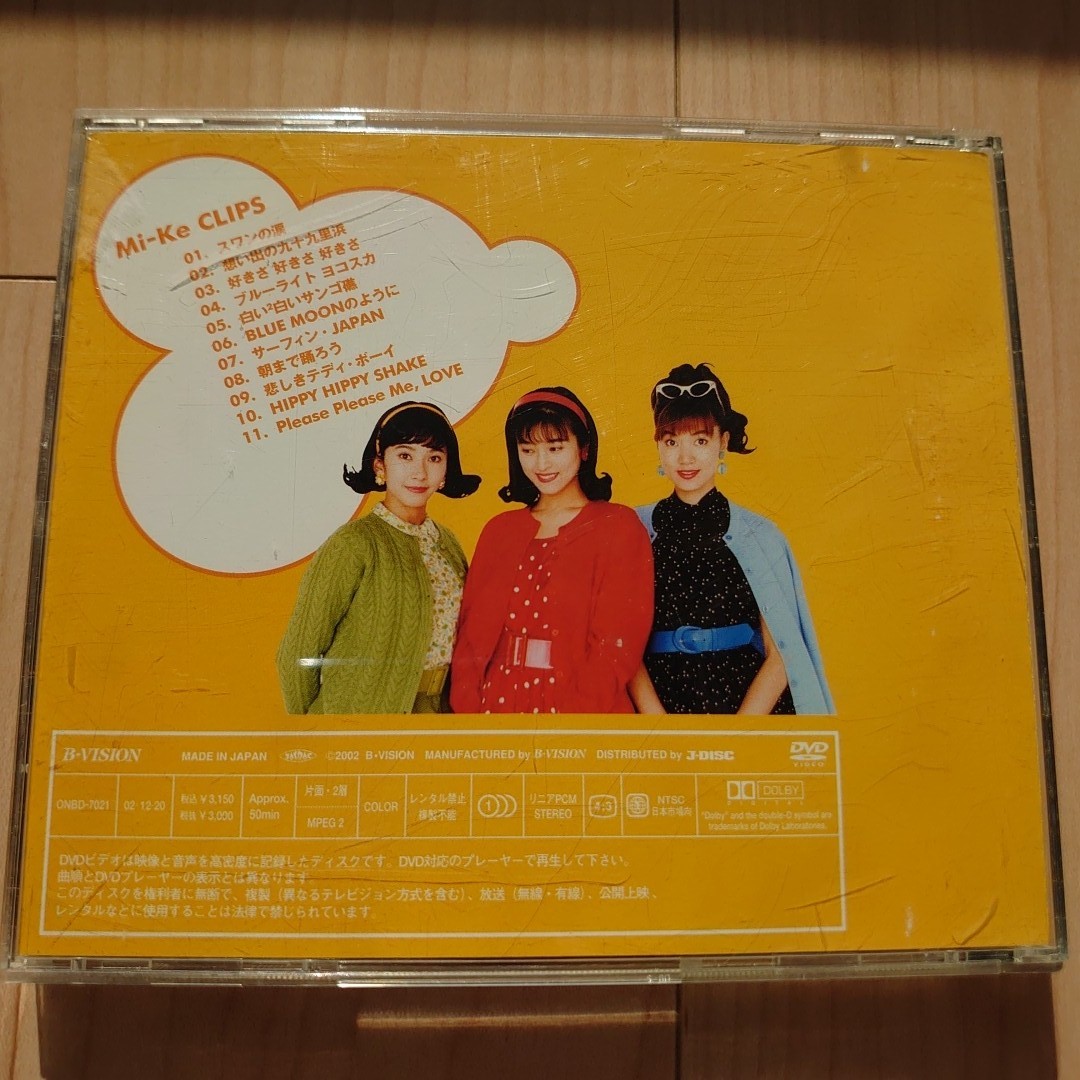 Mi-Ke CLIPS
01. スワンの涙
02. 想い出の九十九里浜
03. 好きさ 好きさ 好きさ
04. ブルーライト ヨコスカ
05. 白い²白いサンゴ礁
06. BLUE MOONのように
07. サーフィン・JAPAN
08. 朝まで踊ろう
09. 悲しきテディ・ボーイ
10. HIPPY HIPPY SHAKE
11. Please Please Me, LOVE
B·VISION MADE IN JAPAN ©2002 B·VISION MANUFACTURED by B·VISION DISTRIBUTED by J-DISC DVD VIDEO
ONBD-7021 02·12·20 税込￥3,150 税抜￥3,000 Approx. 50min 片面・2層 MPEG 2 COLOR レンタル禁止 複製不能 1 リニアPCM STEREO 4:3 2 NTSC 日本市場向 DOLBY DIGITAL
"Dolby" and the double-D symbol are
trademarks of Dolby Laboratories.
DVDビデオは映像と音声を高密度に記録したディスクです。DVD対応のプレーヤーで再生して下さい。
曲順とDVDプレーヤーの表示とは異なります。
このディスクを権利者に無断で、複製（異なるテレビジョン方式を含む）、放送（無線・有線）、公開上映、
レンタルなどに使用することは法律で禁じられています。